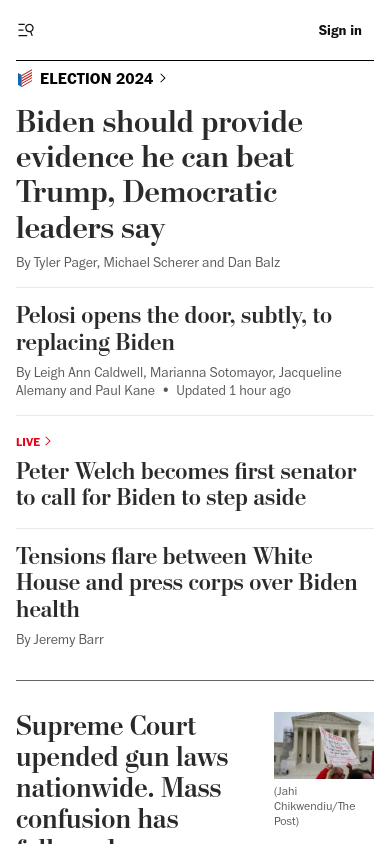 Sign in
ELECTION 2024
Biden should provide
evidence he can beat
Trump, Democratic
leaders say
By Tyler Pager, Michael Scherer and Dan Balz
Pelosi opens the door, subtly, to
replacing Biden
By Leigh Ann Caldwell, Marianna Sotomayor, Jacqueline
Alemany and Paul Kane • Updated 1 hour ago
LIVE
Peter Welch becomes first senator
to call for Biden to step aside
Tensions flare between White
House and press corps over Biden
health
By Jeremy Barr
Supreme Court
upended gun laws
nationwide. Mass
confusion has
(Jahi
Chikwendiu/The
Post)